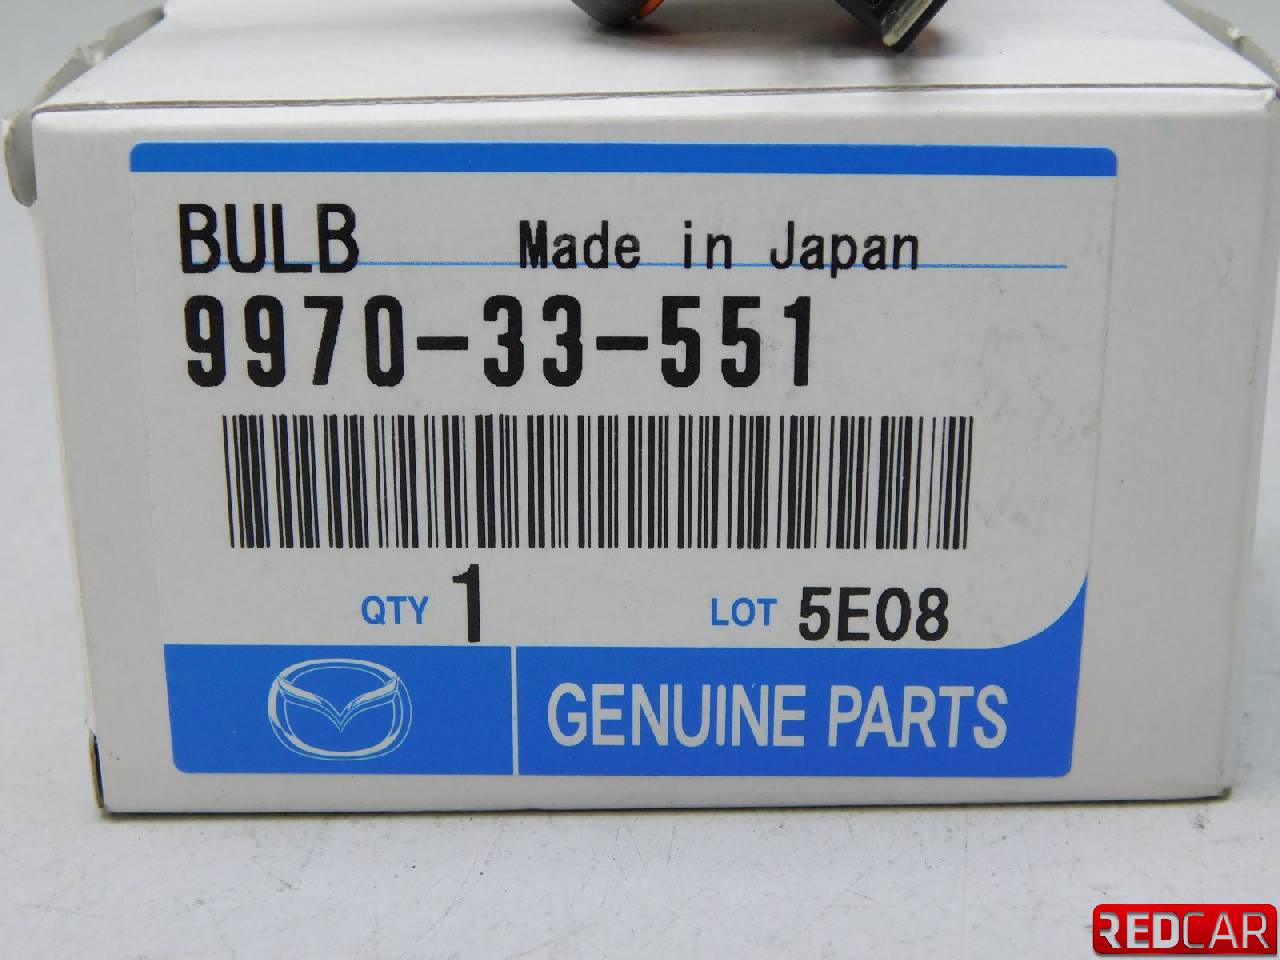 BULB Made in Japan
9970-33-551
QTY 1 LOT 5E08
GENUINE PARTS
REDCAR